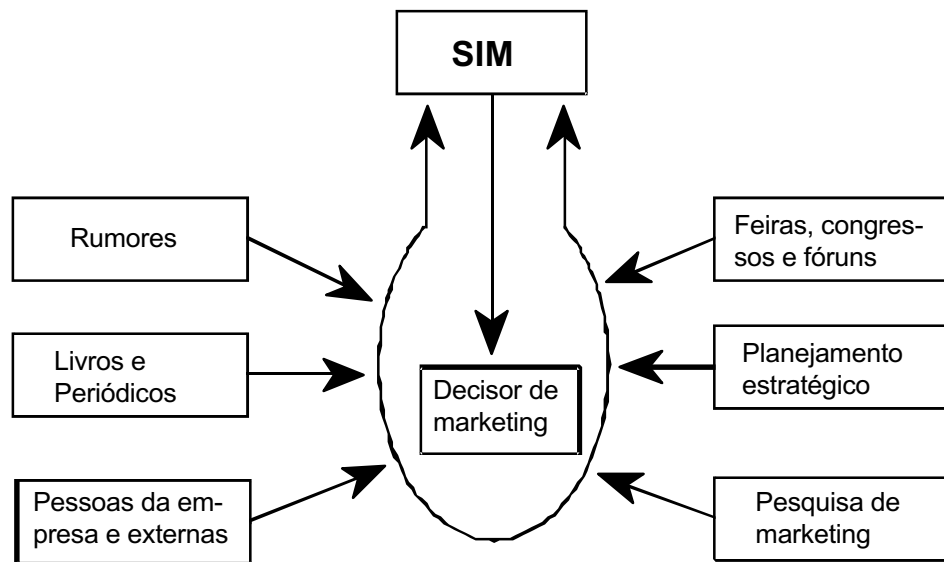 SIM
Rumores
Livros e
Periódicos
Pessoas da em-
presa e externas
Decisor de
marketing
Feiras, congres-
sos e fóruns
Planejamento
estratégico
Pesquisa de
marketing